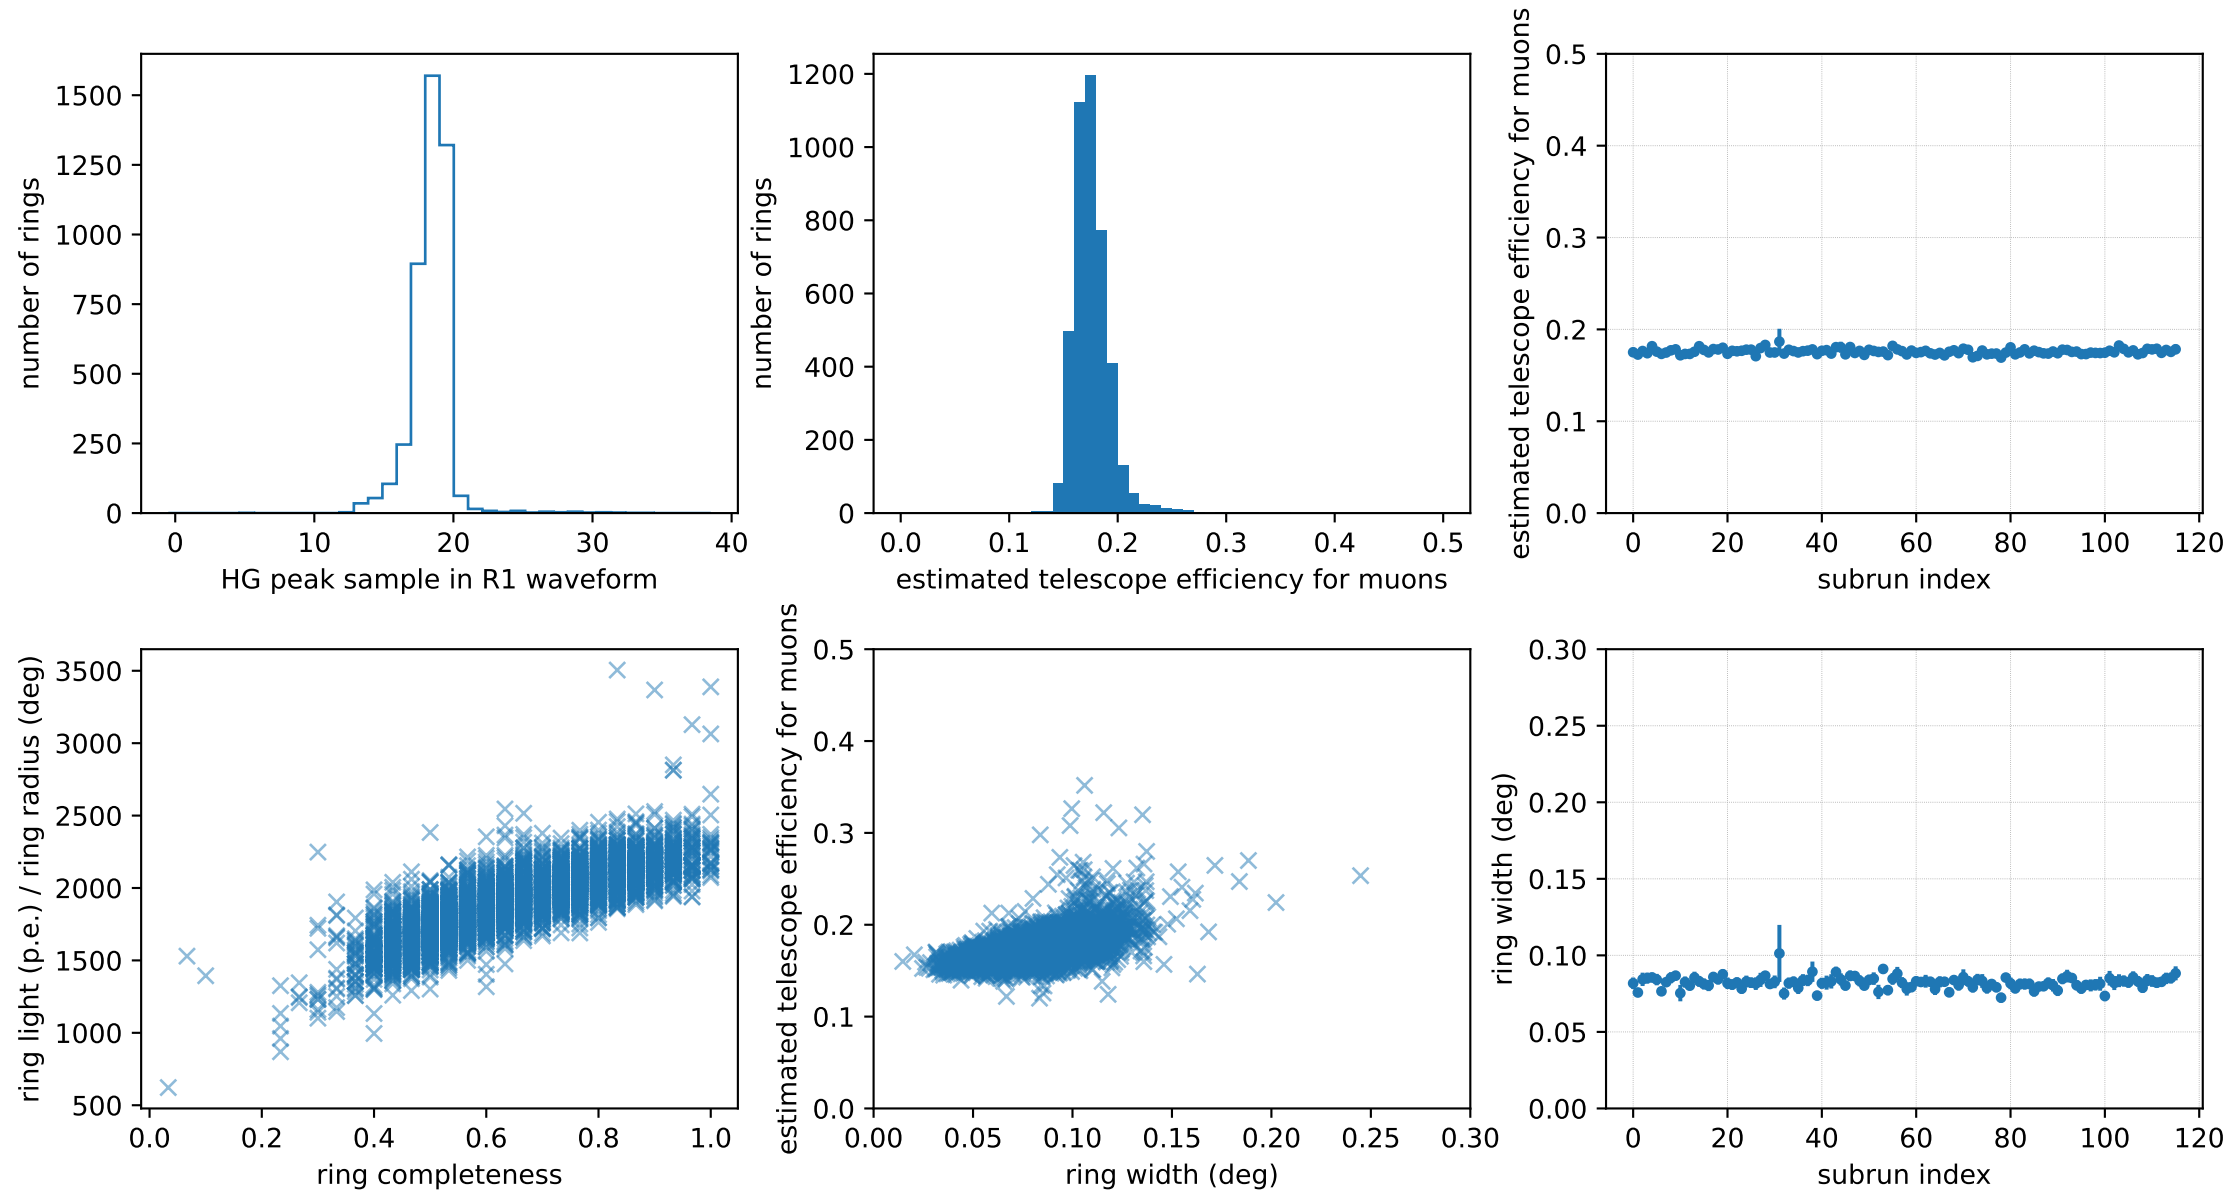 number of rings
1500
1250
1000
750
500
250
0
0 10 20 30 40
HG peak sample in R1 waveform
number of rings
1200
1000
800
600
400
200
0
0.0 0.1 0.2 0.3 0.4 0.5
estimated telescope efficiency for muons
estimated telescope efficiency for muons
0.5
0.4
0.3
0.2
0.1
0.0
0 20 40 60 80 100 120
subrun index
ring light (p.e.) / ring radius (deg)
3500
3000
2500
2000
1500
1000
500
0.0 0.2 0.4 0.6 0.8 1.0
ring completeness
estimated telescope efficiency for muons
0.5
0.4
0.3
0.2
0.1
0.0
0.00 0.05 0.10 0.15 0.20 0.25 0.30
ring width (deg)
ring width (deg)
0.30
0.25
0.20
0.15
0.10
0.05
0.00
0 20 40 60 80 100 120
subrun index